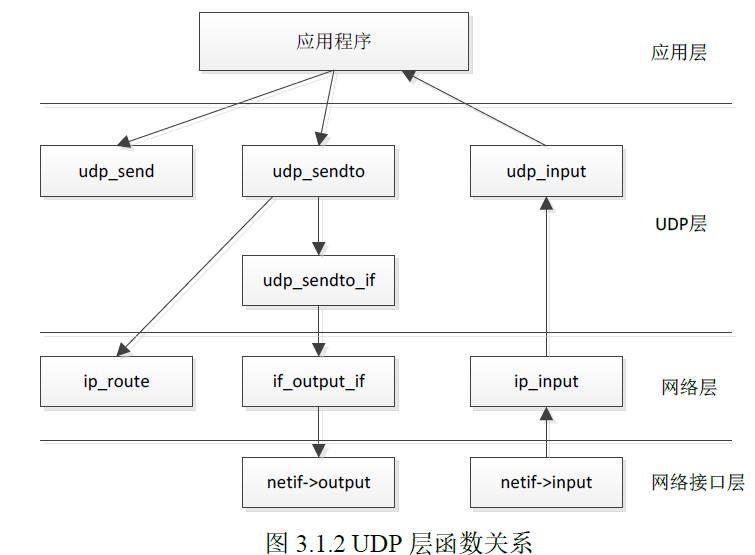 应用程序
应用层
udp_send
udp_sendto
udp_input
UDP层
udp_sendto_if
ip_route
if_output_if
ip_input
网络层
netif->output
netif->input
网络接口层
图 3.1.2 UDP 层函数关系